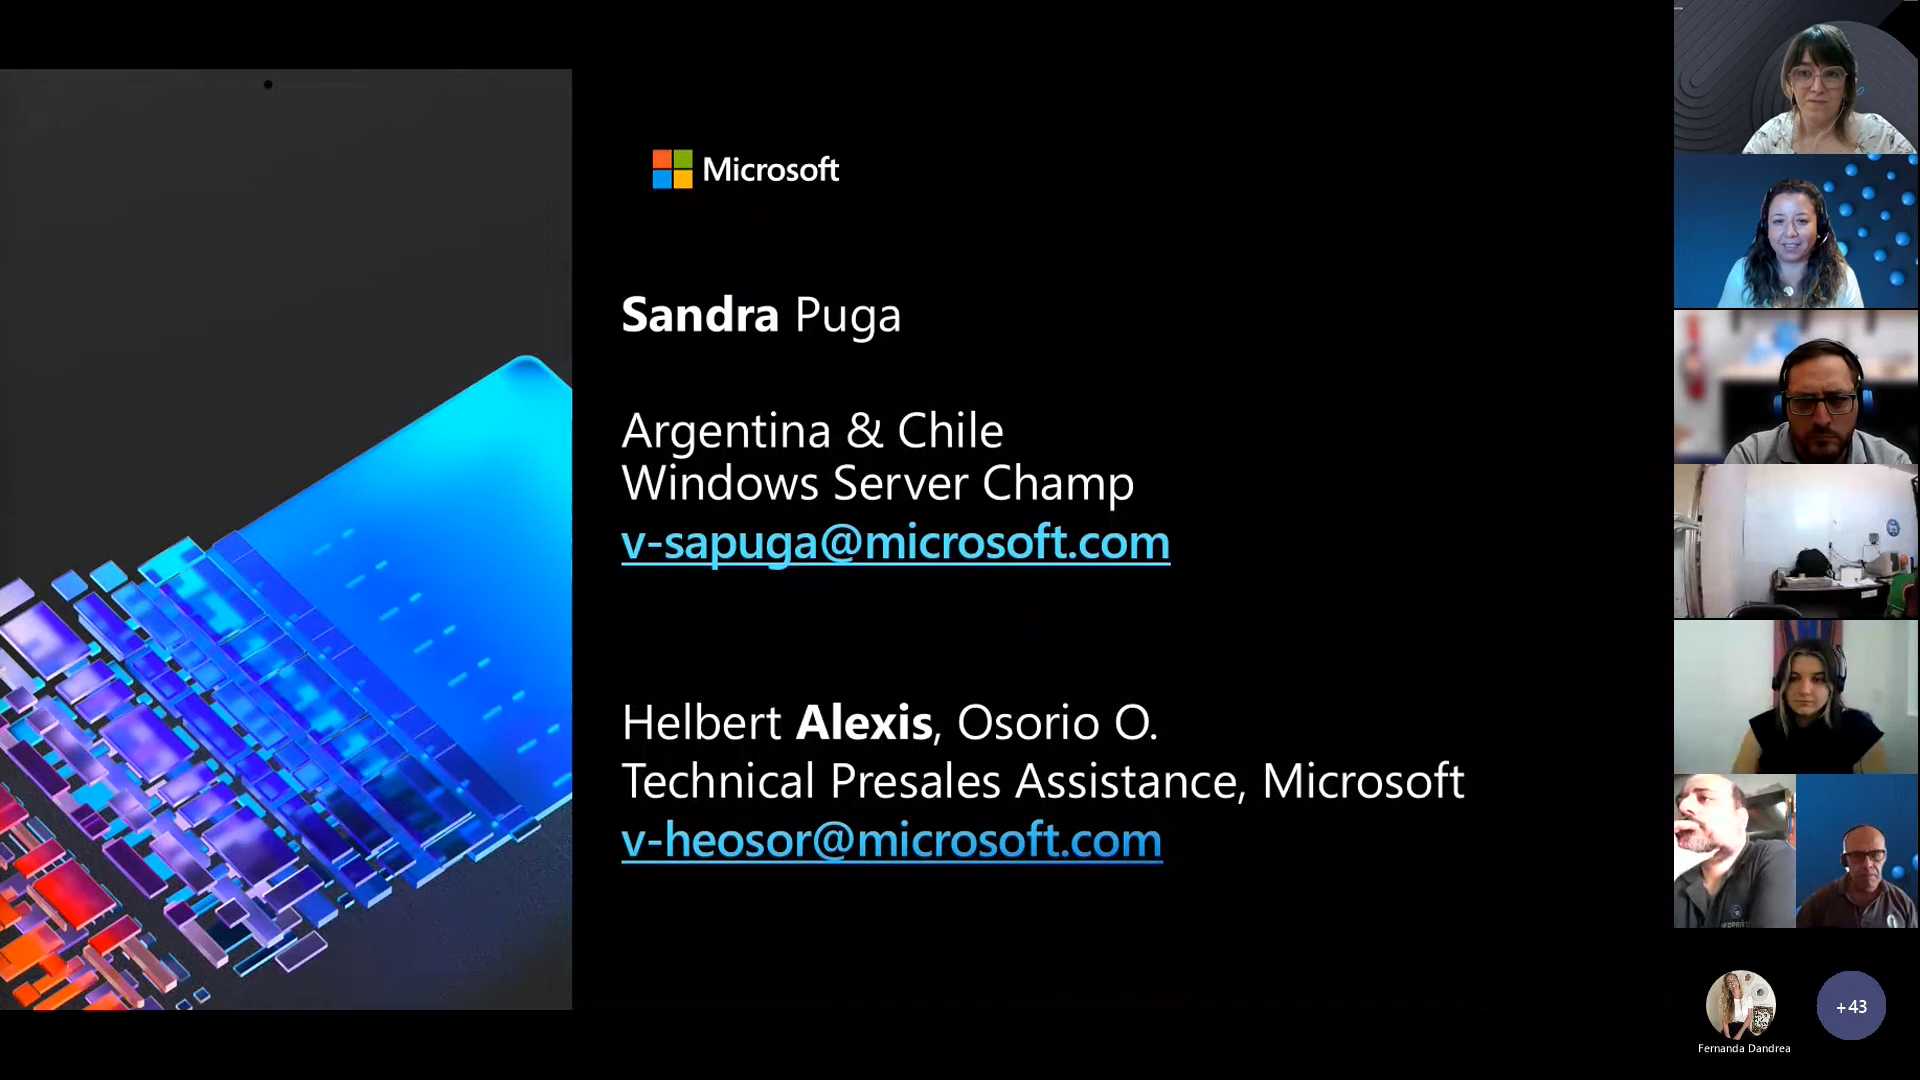 Microsoft
Sandra Puga
Argentina & Chile
Windows Server Champ
v-sapuga@microsoft.com
Helbert Alexis, Osorio O.
Technical Presales Assistance, Microsoft
v-heosor@microsoft.com
Fernanda Dandrea
+43